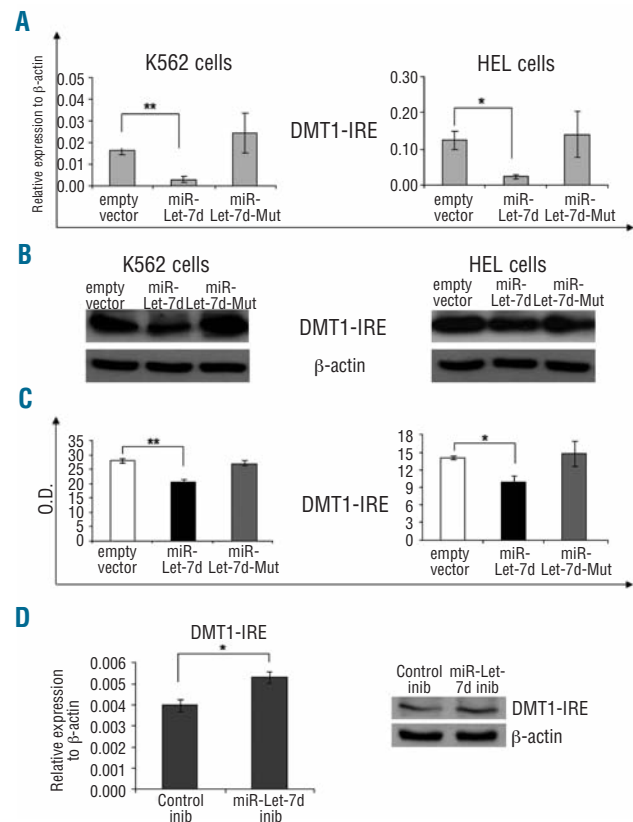 A
K562 cells
HEL cells
Relative expression to β-actin
0.05
0.04
0.03
0.02
0.01
0.00
**
empty vector
miR-Let-7d
miR-Let-7d-Mut
DMT1-IRE
0.30
0.20
0.10
0.00
*
empty vector
miR-Let-7d
miR-Let-7d-Mut
B
K562 cells
HEL cells
empty vector
miR-Let-7d
miR-Let-7d-Mut
empty vector
miR-Let-7d
miR-Let-7d-Mut
DMT1-IRE
β-actin
C
O.D.
35
30
25
20
15
10
5
0
**
empty vector
miR-Let-7d
miR-Let-7d-Mut
DMT1-IRE
18
15
12
9
6
3
0
*
empty vector
miR-Let-7d
miR-Let-7d-Mut
D
DMT1-IRE
Relative expression
to β-actin
0.006
0.005
0.004
0.003
0.002
0.001
0.000
*
Control inib
miR-Let-7d inib
Control inib
miR-Let-7d inib
DMT1-IRE
β-actin